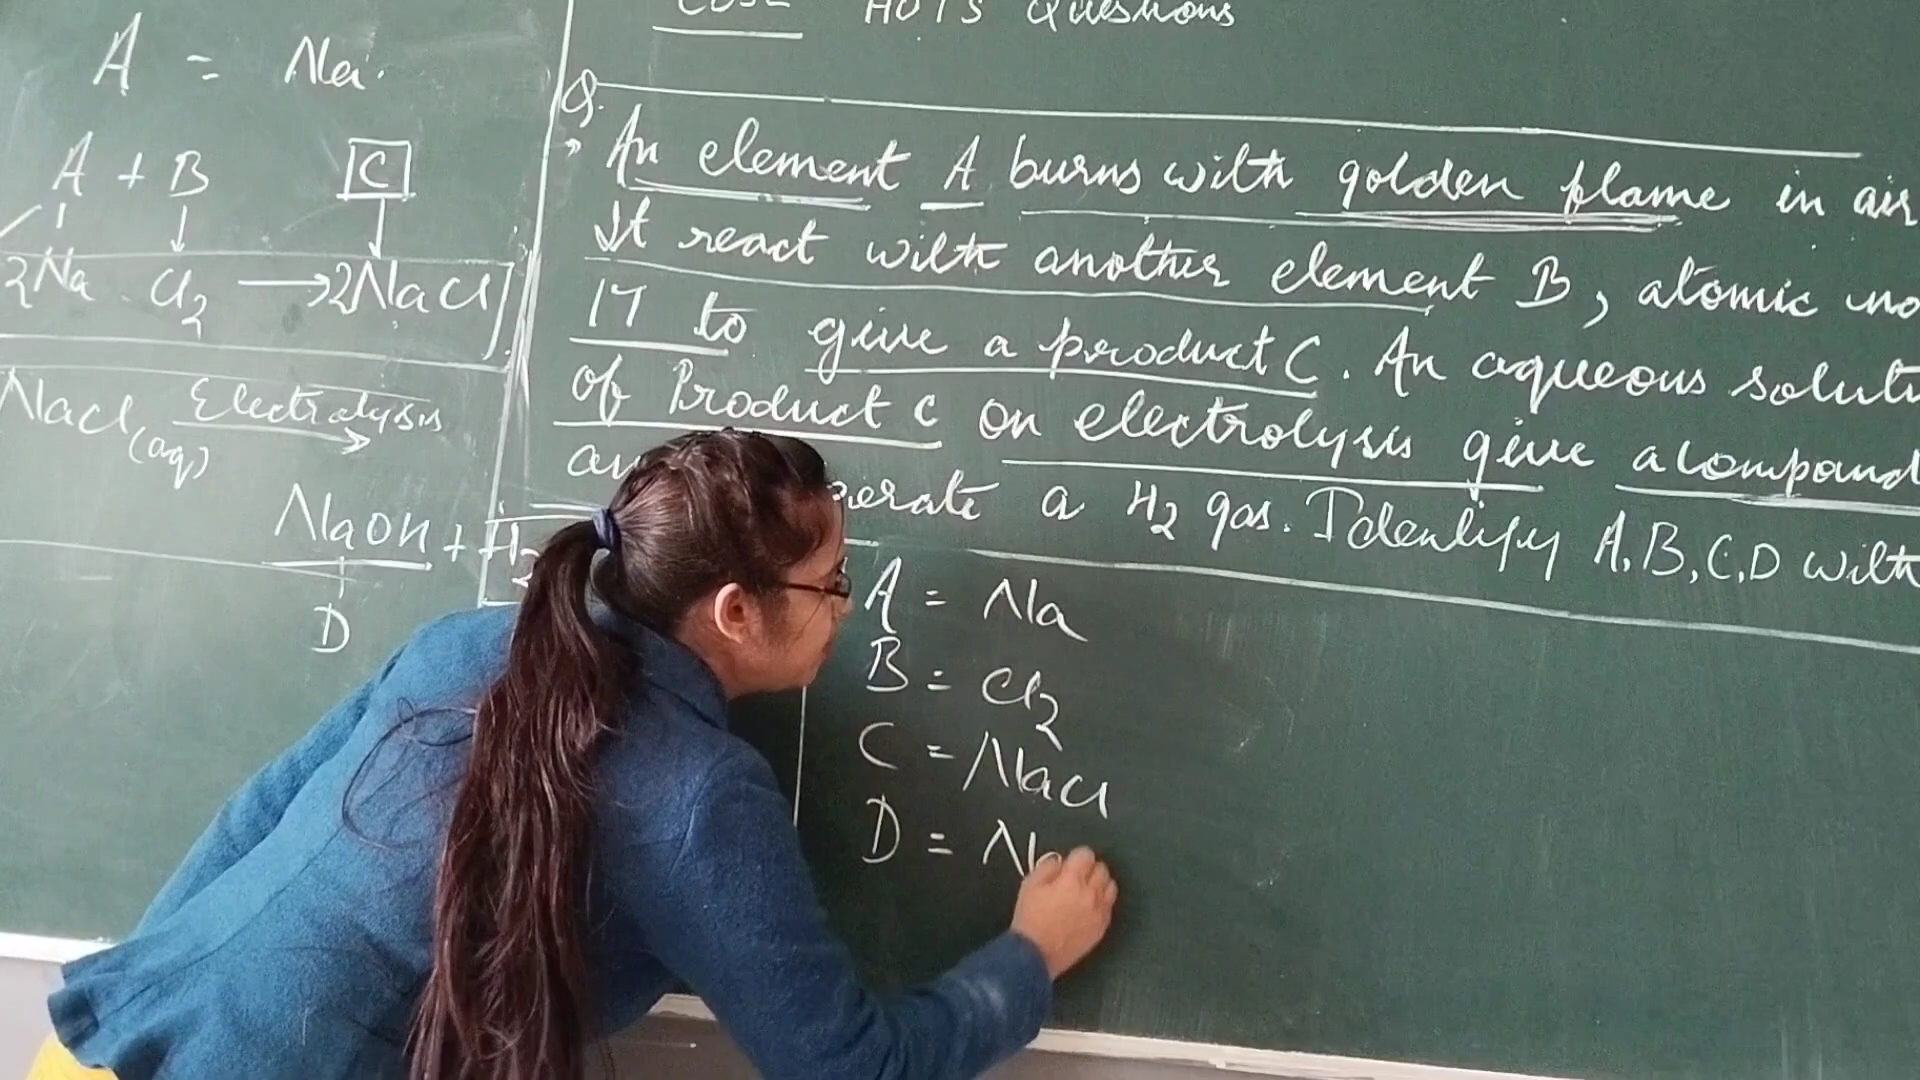 A = Na.
A + B C
2Na Cl2 → 2NaCl
NaCl(aq) Electrolysis
NaOH + H2
D
HOTS Questions
Q. An element A burns with golden flame in air
It react with another element B, atomic no
17 to give a product C. An aqueous soluti
of Product C on electrolysis give a compound
a H2 gas. Identify A, B, C, D with
A = Na
B = Cl2
C = NaCl
D = Na